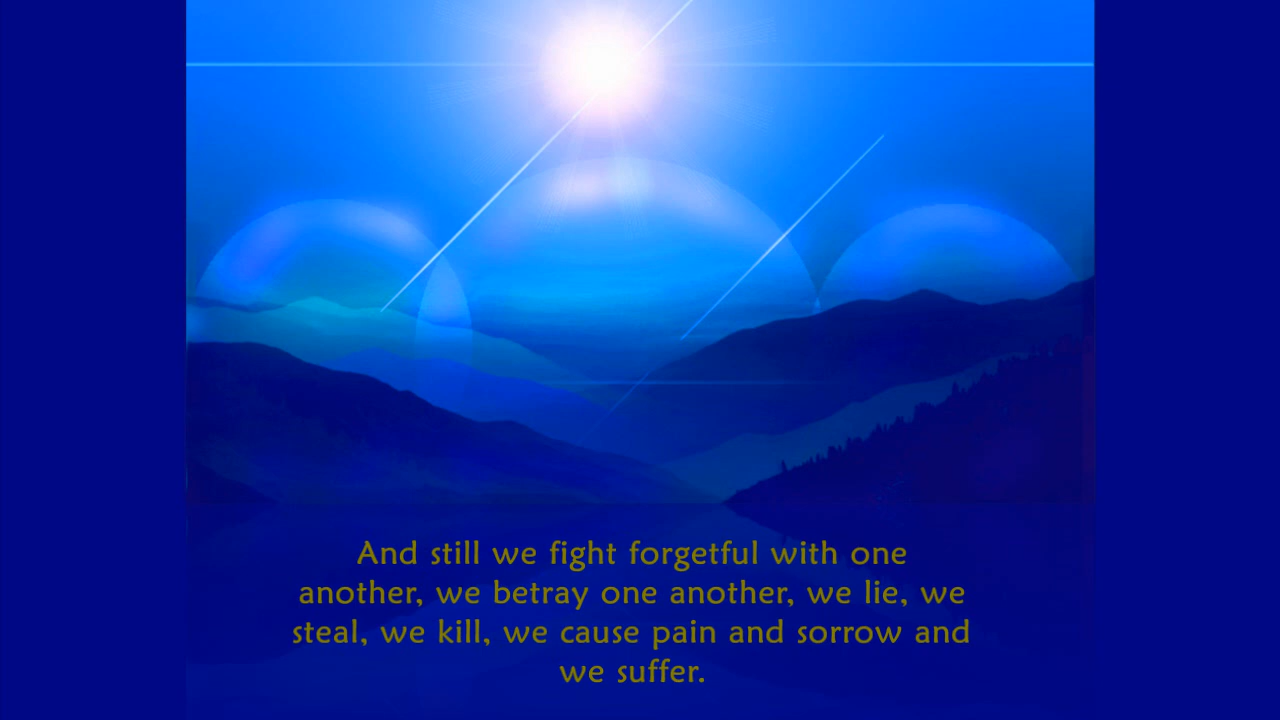 And still we fight forgetful with one
another, we betray one another, we lie, we
steal, we kill, we cause pain and sorrow and
we suffer.